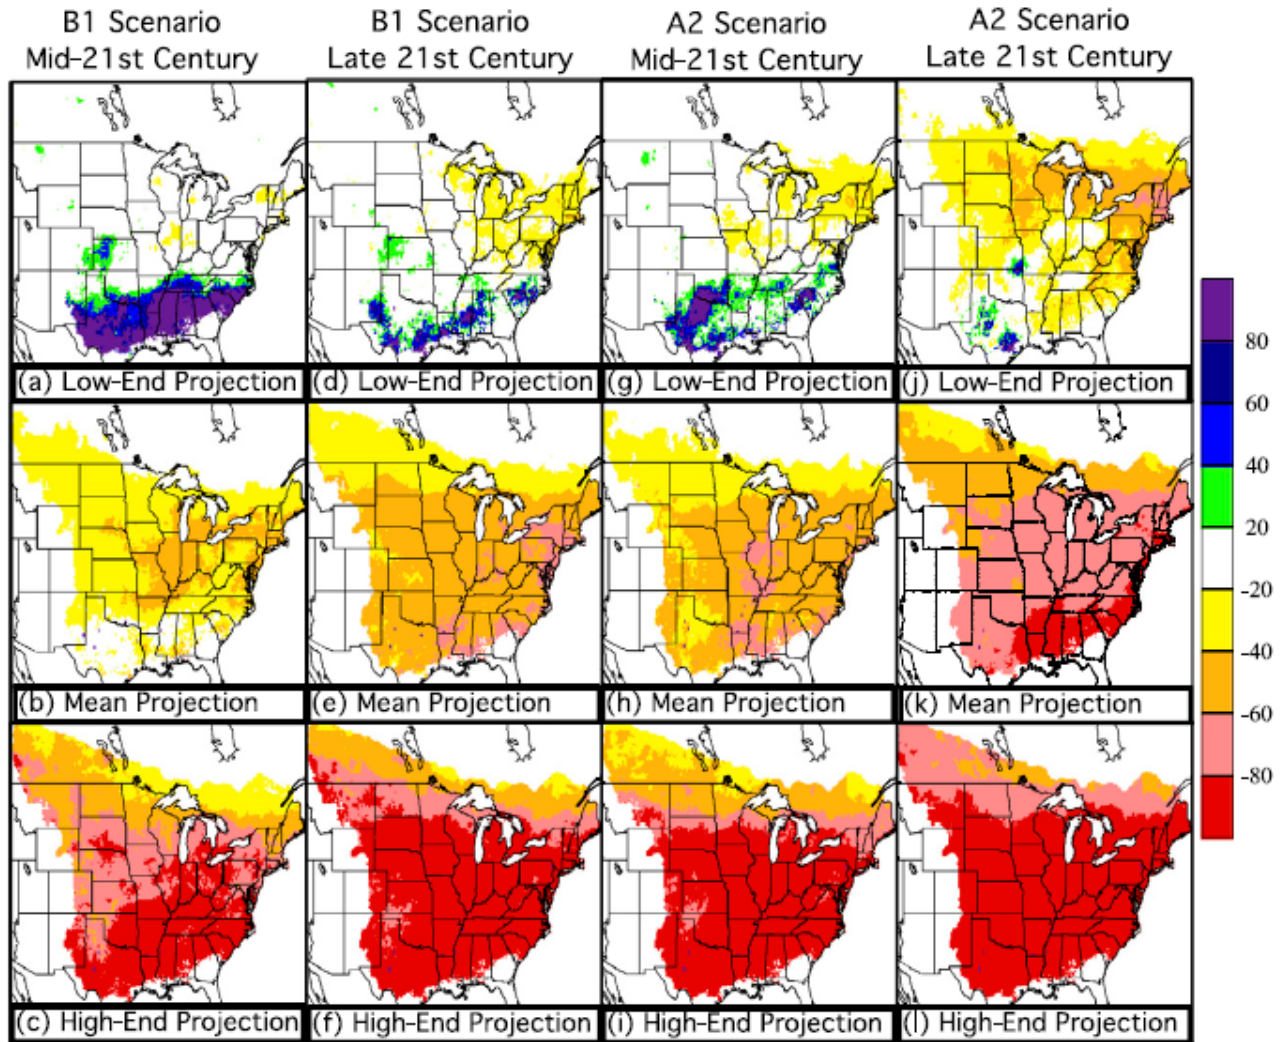 B1 Scenario
Mid-21st Century
B1 Scenario
Late 21st Century
A2 Scenario
Mid-21st Century
A2 Scenario
Late 21st Century
(a) Low-End Projection
(d) Low-End Projection
(g) Low-End Projection
(j) Low-End Projection
(b) Mean Projection
(e) Mean Projection
(h) Mean Projection
(k) Mean Projection
(c) High-End Projection
(f) High-End Projection
(i) High-End Projection
(l) High-End Projection
80
60
40
20
-20
-40
-60
-80